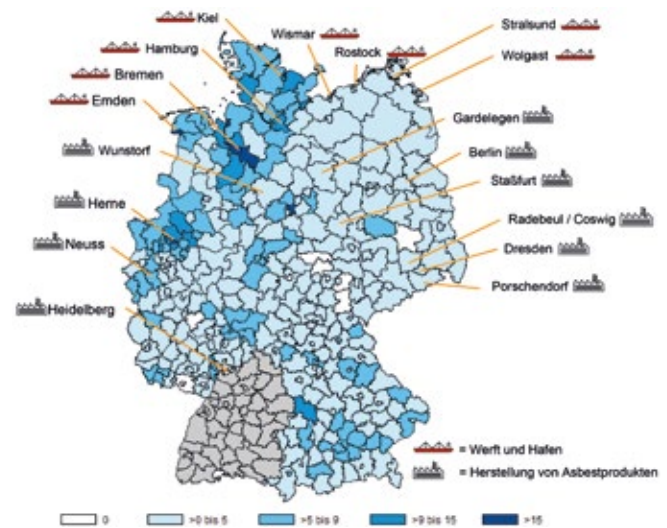 Kiel
Wismar
Stralsund
Hamburg
Rostock
Wolgast
Bremen
Emden
Gardelegen
Wunstorf
Berlin
Staßfurt
Herne
Radebeul / Coswig
Neuss
Dresden
Porschendorf
Heidelberg
= Werft und Hafen
= Herstellung von Asbestprodukten
0 >0 bis 5 >5 bis 9 >9 bis 15 >15